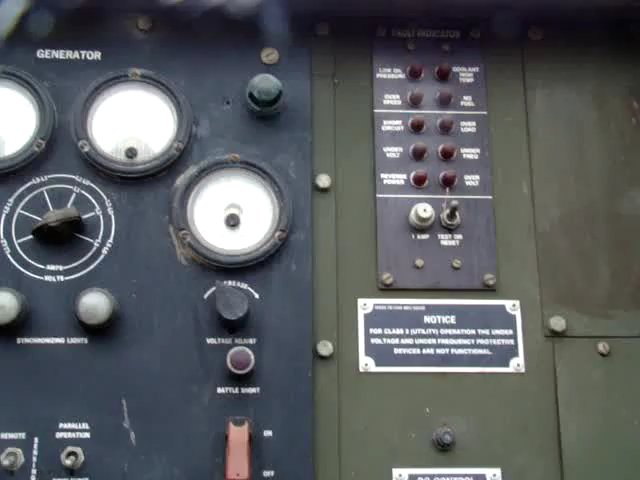 GENERATOR
AMPS
VOLTS
SYNCHRONIZING LIGHTS
VOLTAGE ADJUST
BATTLE SHORT
ON
OFF
REMOTE
PARALLEL
OPERATION
FAULT INDICATOR
LOW OIL
PRESSURE
COOLANT
HIGH
TEMP
OVER
SPEED
NO
FUEL
SHORT
CIRCUIT
OVER
LOAD
UNDER
VOLT
UNDER
FREQ
REVERSE
POWER
OVER
VOLT
1 AMP
TEST OR
RESET
NOTICE
FOR CLASS 2 (UTILITY) OPERATION THE UNDER
VOLTAGE AND UNDER FREQUENCY PROTECTIVE
DEVICES ARE NOT FUNCTIONAL.
DC CONTROL